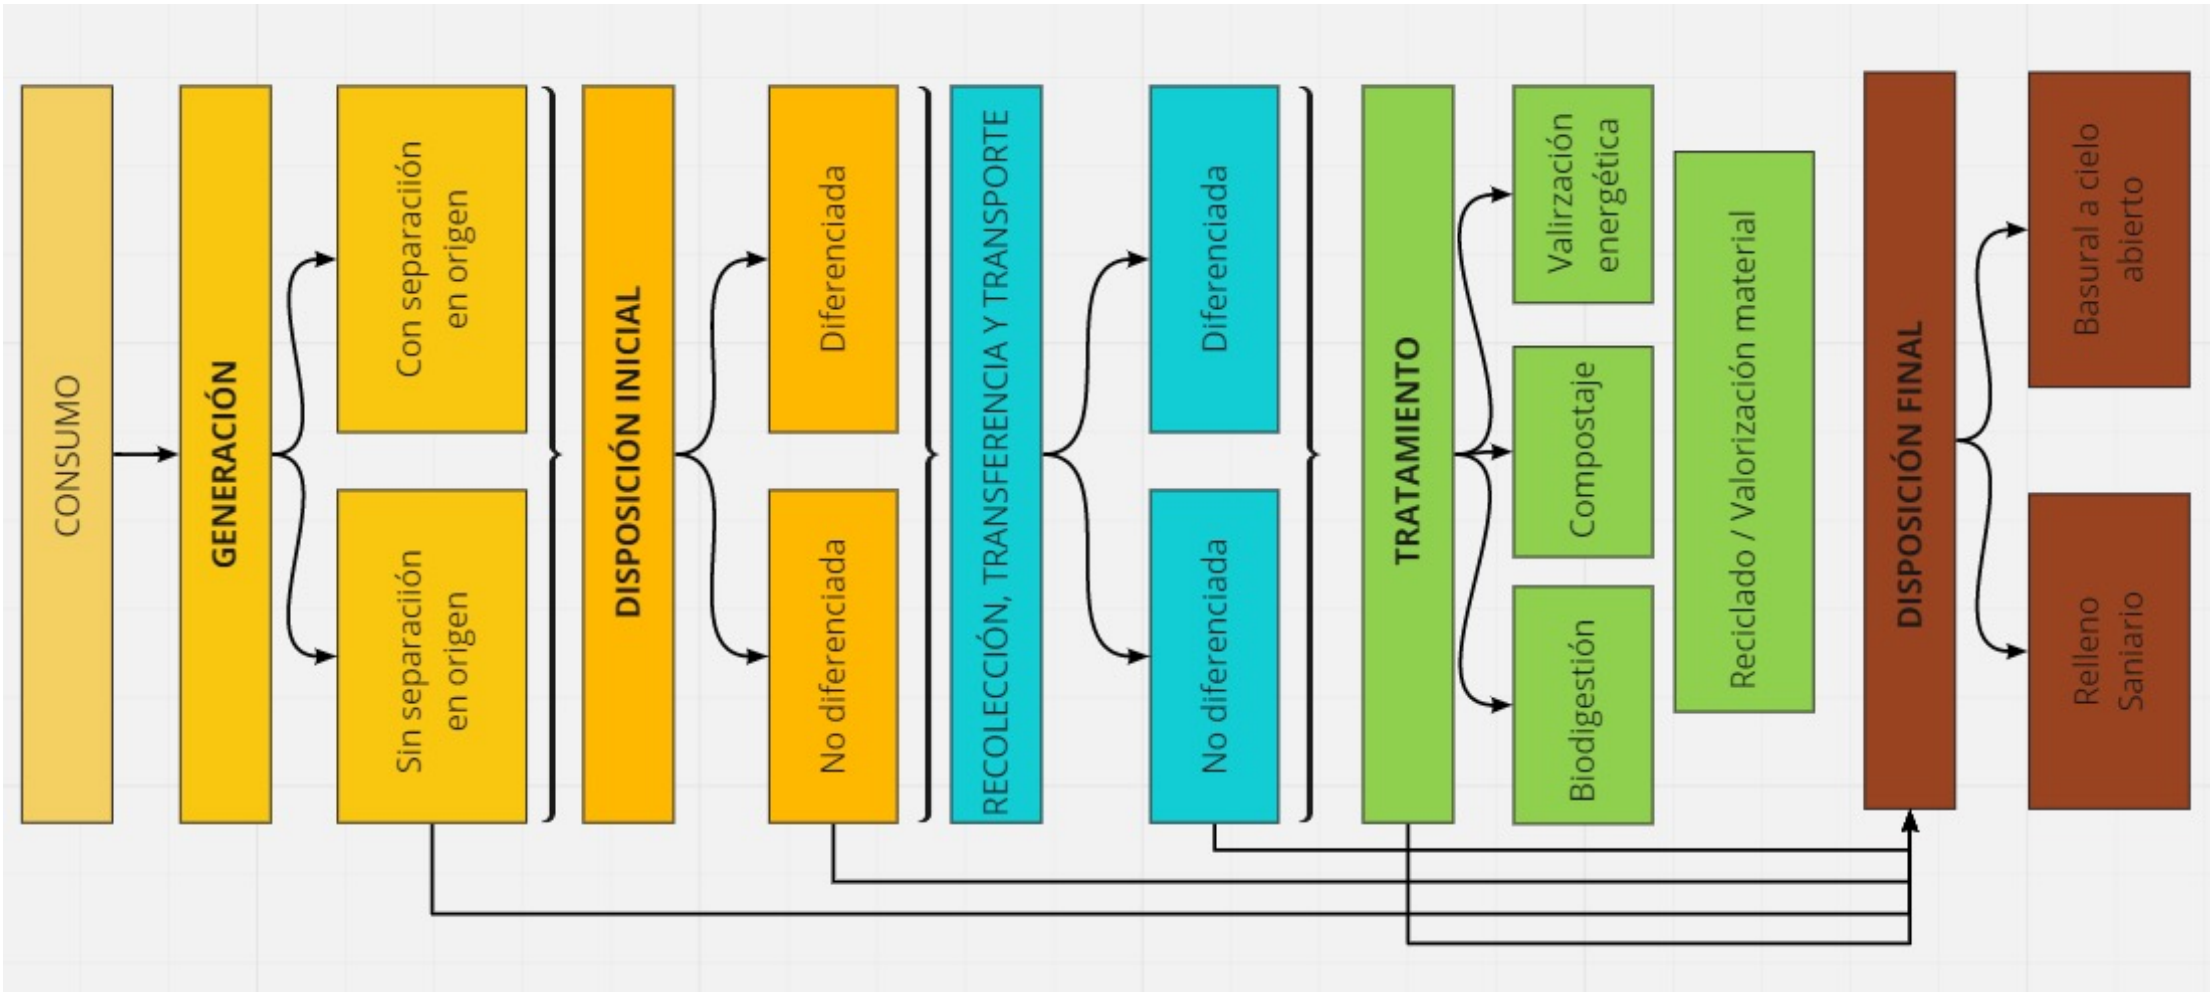 CONSUMO
GENERACIÓN
Con separaciión
en origen
Sin separaciión
en origen
DISPOSICIÓN INICIAL
Diferenciada
No diferenciada
RECOLECCIÓN, TRANSFERENCIA Y TRANSPORTE
Diferenciada
No diferenciada
TRATAMIENTO
Valirzación
energética
Compostaje
Biodigestión
Reciclado / Valorización material
DISPOSICIÓN FINAL
Basural a cielo
abierto
Relleno
Saniario